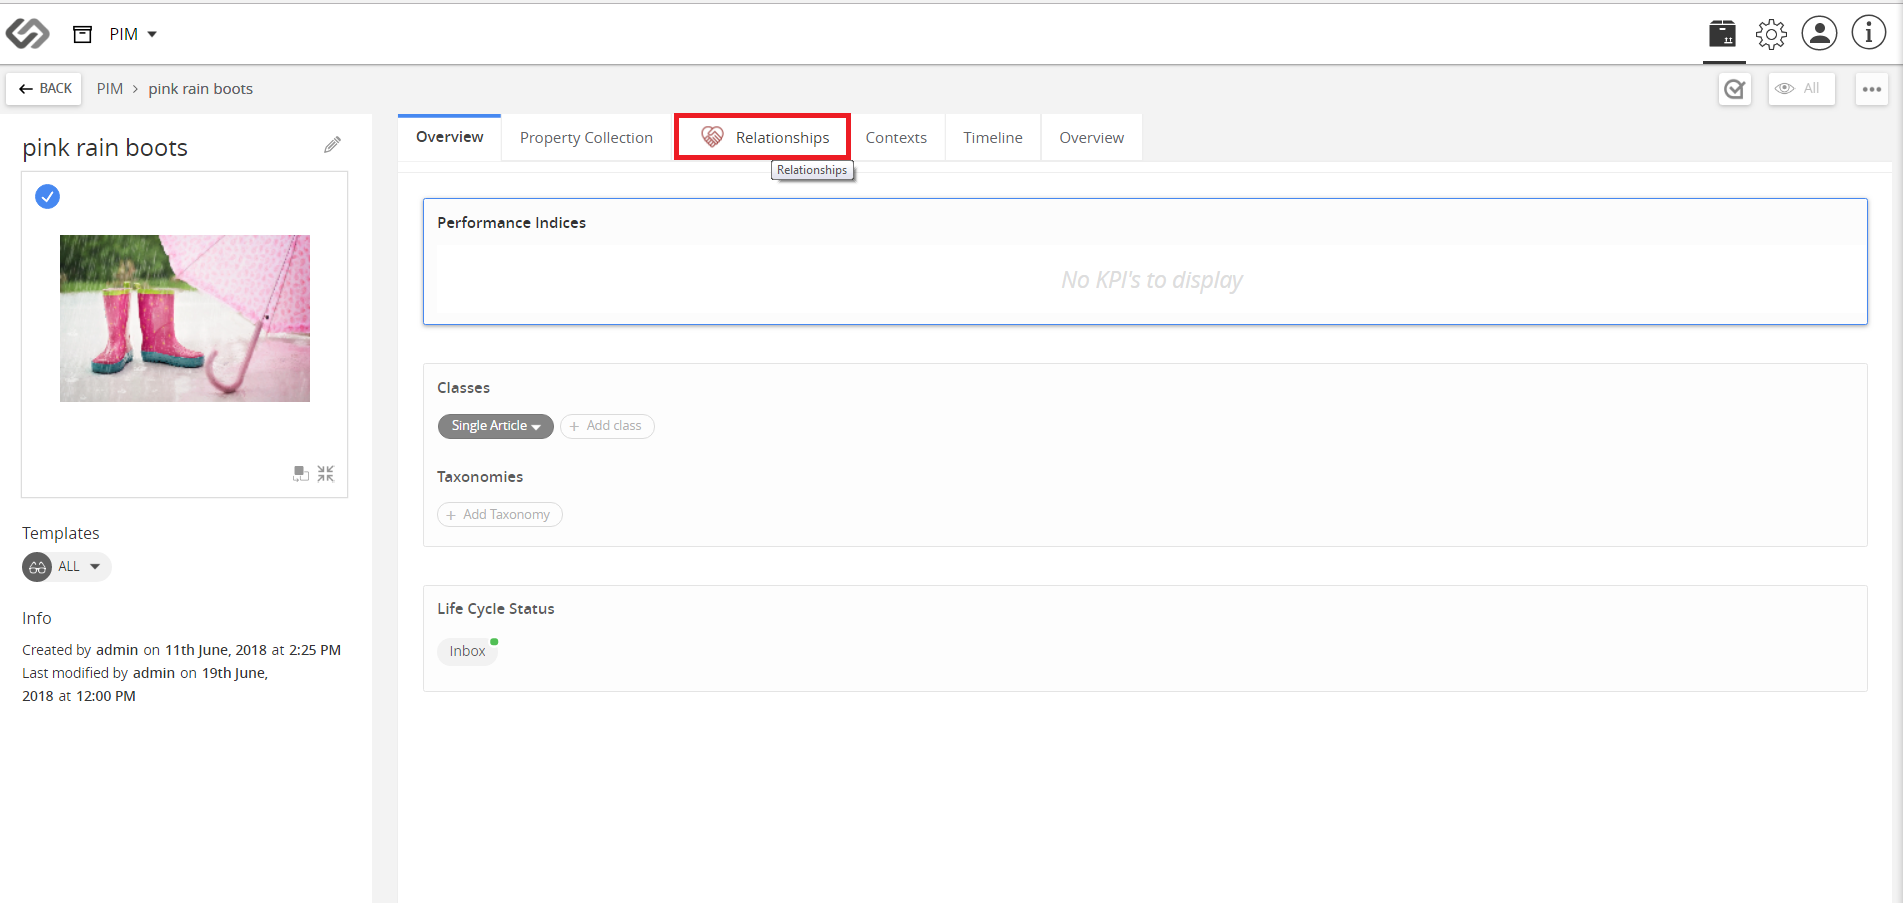 PIM
BACK
PIM > pink rain boots
All
pink rain boots
Overview
Property Collection
Relationships
Contexts
Timeline
Overview
Relationships
Performance Indices
No KPI's to display
Classes
Single Article
+ Add class
Taxonomies
+ Add Taxonomy
Templates
ALL
Info
Created by admin on 11th June, 2018 at 2:25 PM
Last modified by admin on 19th June,
2018 at 12:00 PM
Life Cycle Status
Inbox